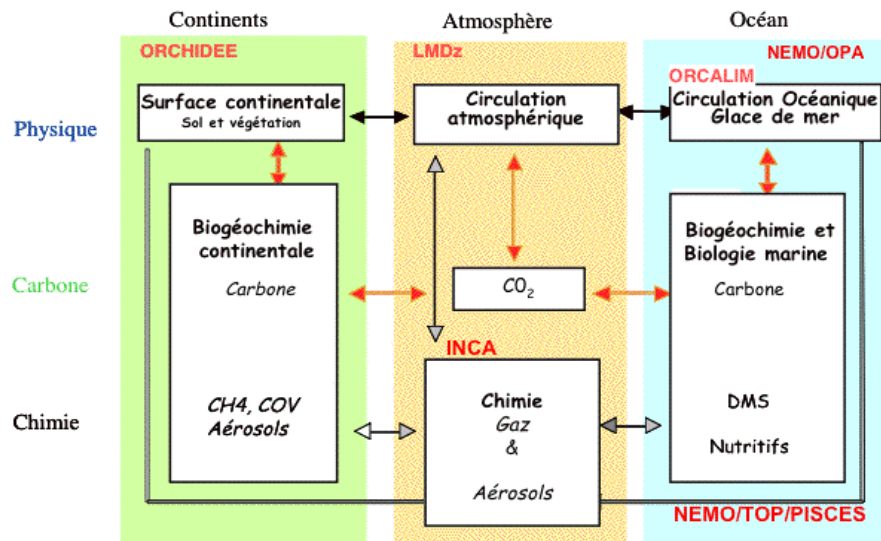 Continents
Atmosphère
Océan
ORCHIDEE
LMDz
NEMO/OPA
ORCALIM
Physique
Surface continentale
Sol et végétation
Circulation
atmosphérique
Circulation Océanique
Glace de mer
Biogéochimie
continentale
Biogéochimie et
Biologie marine
Carbone
Carbone
CO2
Carbone
INCA
Chimie
CH4, COV
Aérosols
Chimie
Gaz
&
Aérosols
DMS
Nutritifs
NEMO/TOP/PISCES